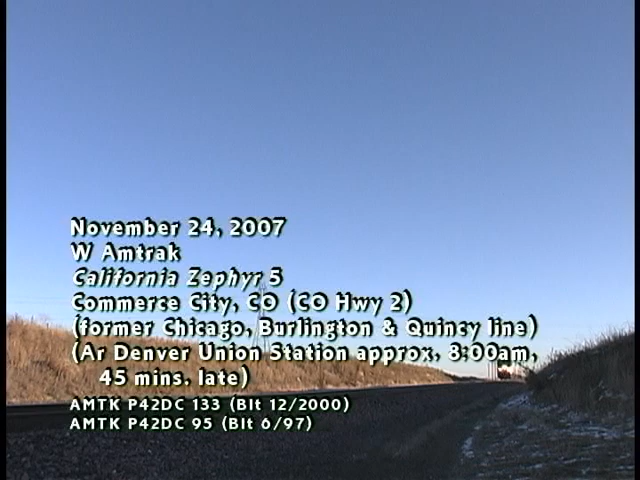 November 24, 2007
W Amtrak
California Zephyr 5
Commerce City, CO (CO Hwy 2)
(former Chicago, Burlington & Quincy line)
(Ar Denver Union Station approx. 8:00am,
45 mins. late)
AMTK P42DC 133 (Blt 12/2000)
AMTK P42DC 95 (Blt 6/97)